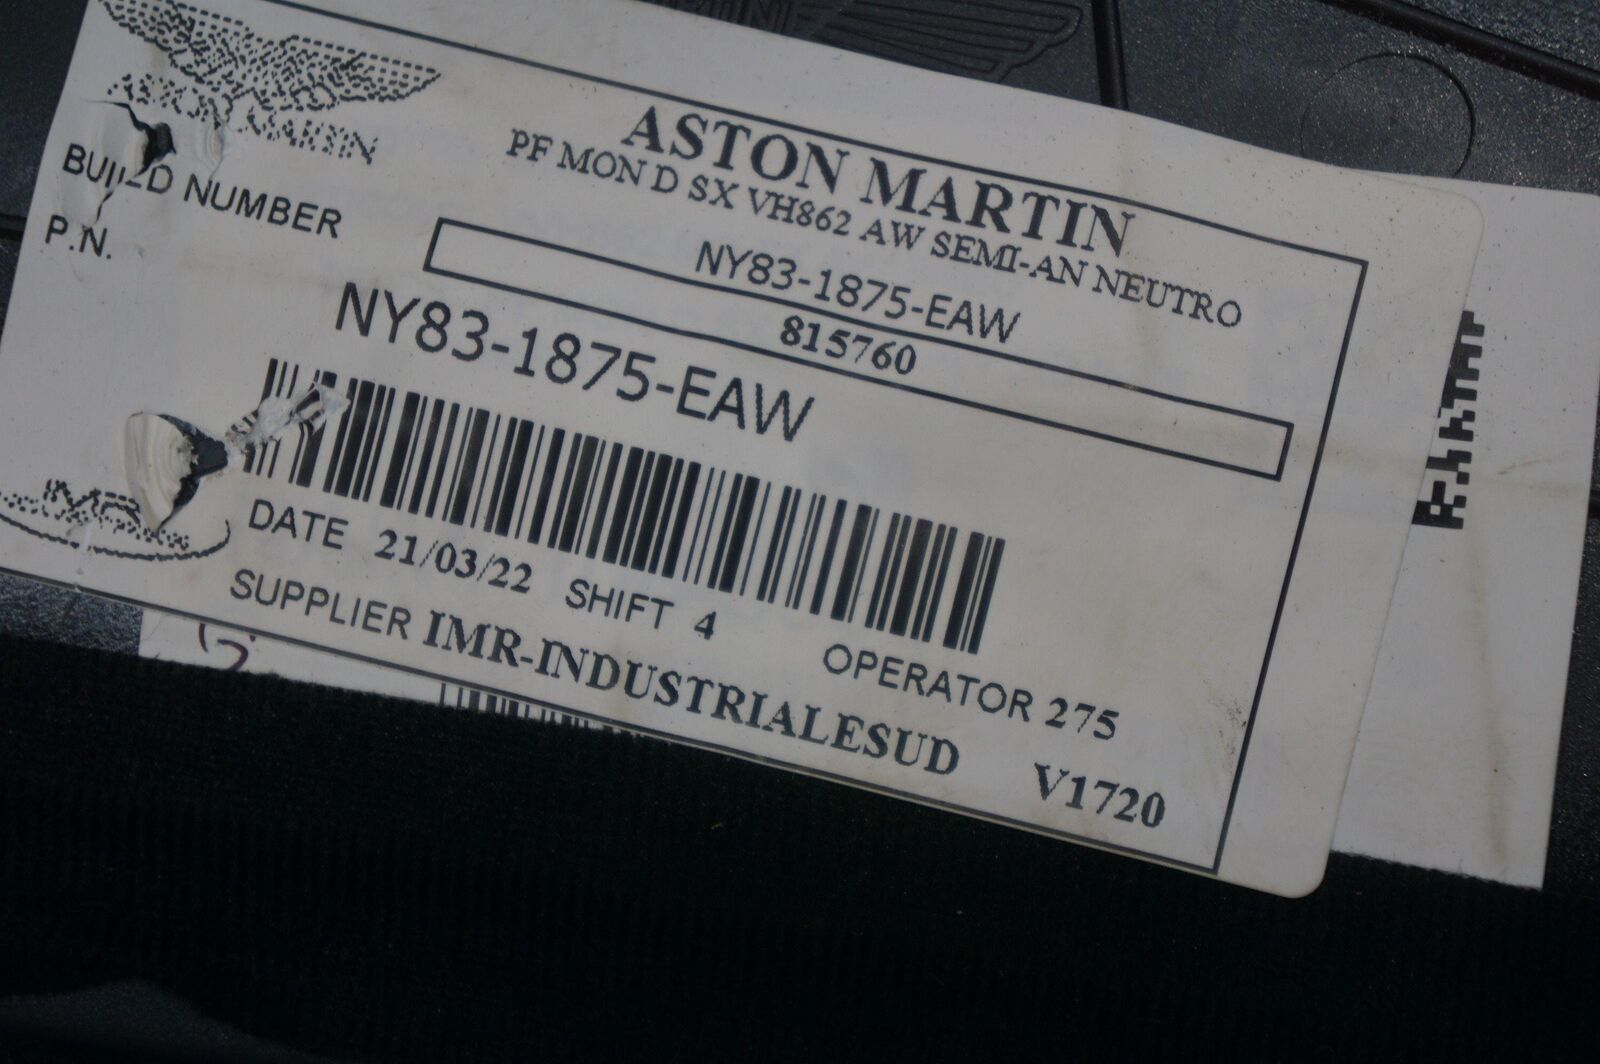 ASTON MARTIN
ASTON MARTIN
PF MON D SX VH862 AW SEMI-AN NEUTRO
BUILD NUMBER
NY83-1875-EAW
815760
P.N.
NY83-1875-EAW
DATE 21/03/22 SHIFT 4 OPERATOR 275
SUPPLIER IMR-INDUSTRIALESUD V1720